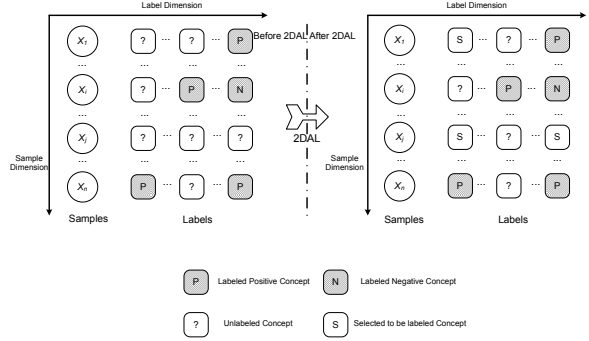 Label Dimension Label Dimension
Before 2DAL After 2DAL
X1 ? ... ? ... P X1 S ... ? ... P
... ... ... ... ... ... ... ...
Xi ? ... P ... N Xi ? ... P ... N
... ... ... ... ... ... ... ...
2DAL
Xj ? ... ? ... ? Xj S ... ? ... S
Sample Dimension Sample Dimension
... ... ... ... ... ... ... ...
Xn P ... ? ... P Xn P ... ? ... P
Samples Labels Samples Labels
P Labeled Positive Concept N Labeled Negative Concept
? Unlabeled Concept S Selected to be labeled Concept